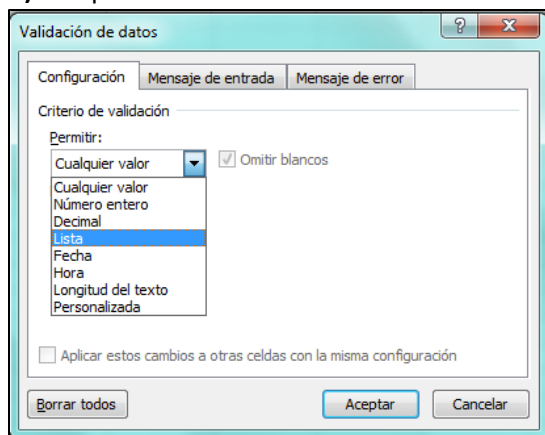 Validación de datos
Configuración Mensaje de entrada Mensaje de error
Criterio de validación
Permitir:
Cualquier valor Omitir blancos
Cualquier valor
Número entero
Decimal
Lista
Fecha
Hora
Longitud del texto
Personalizada
Aplicar estos cambios a otras celdas con la misma configuración
Borrar todos Aceptar Cancelar